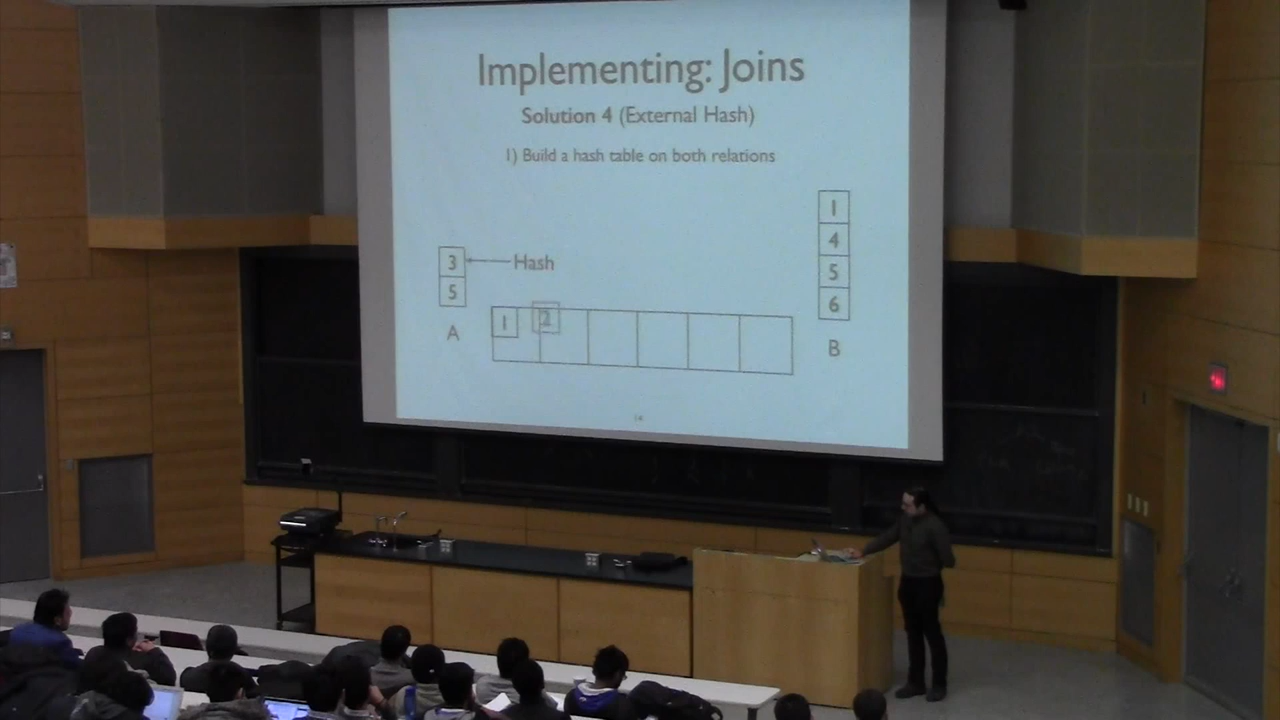 Implementing: Joins
Solution 4 (External Hash)
1) Build a hash table on both relations
1
4
5
6
3
Hash
5
1
2
A
B
14